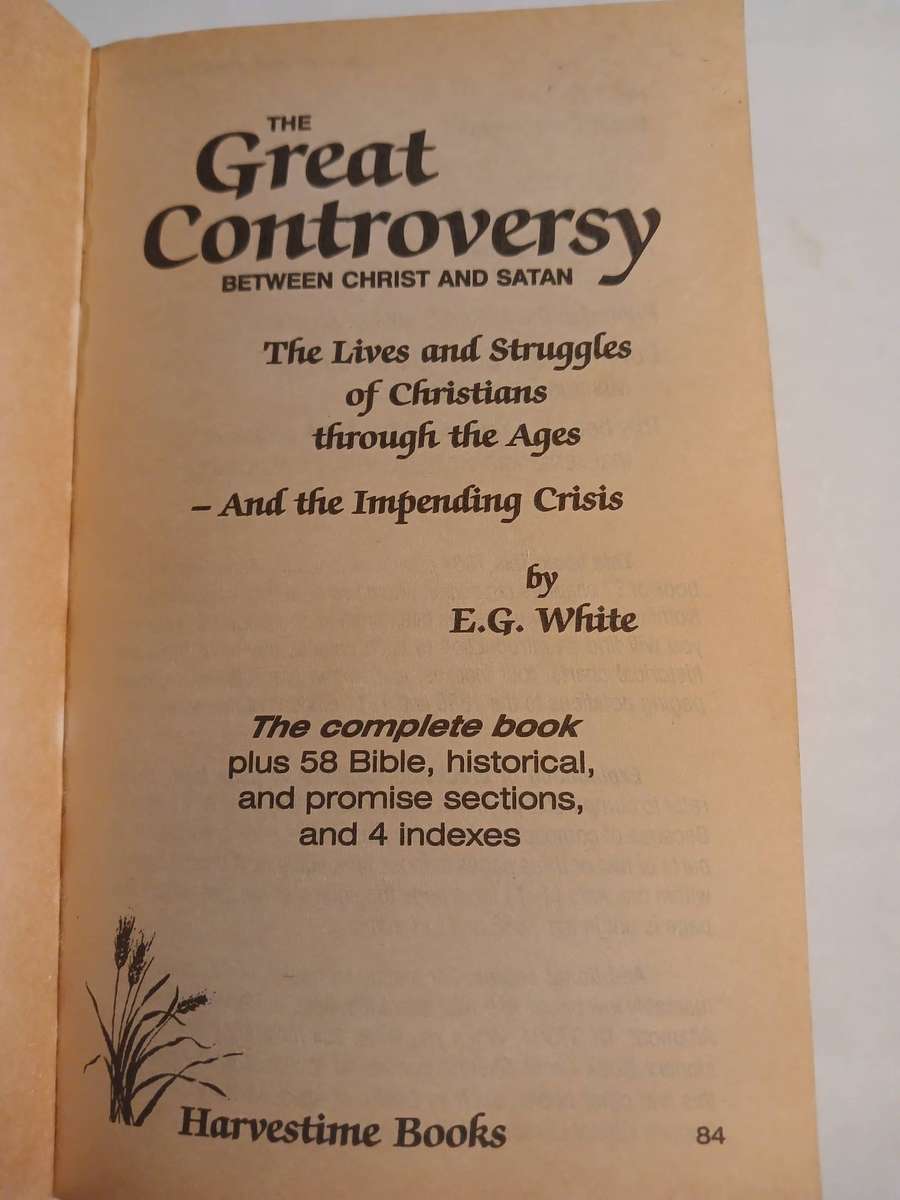 THE
Great
Controversy
BETWEEN CHRIST AND SATAN
The Lives and Struggles
of Christians
through the Ages
– And the Impending Crisis
by
E.G. White
The complete book
plus 58 Bible, historical,
and promise sections,
and 4 indexes
Harvestime Books
84